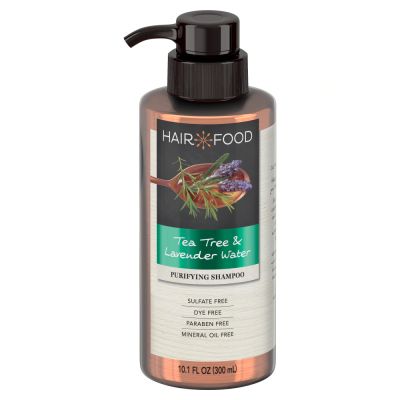 HAIR FOOD
Tea Tree &
Lavender Water
PURIFYING SHAMPOO
SULFATE FREE
DYE FREE
PARABEN FREE
MINERAL OIL FREE
10.1 FL OZ (300 mL)